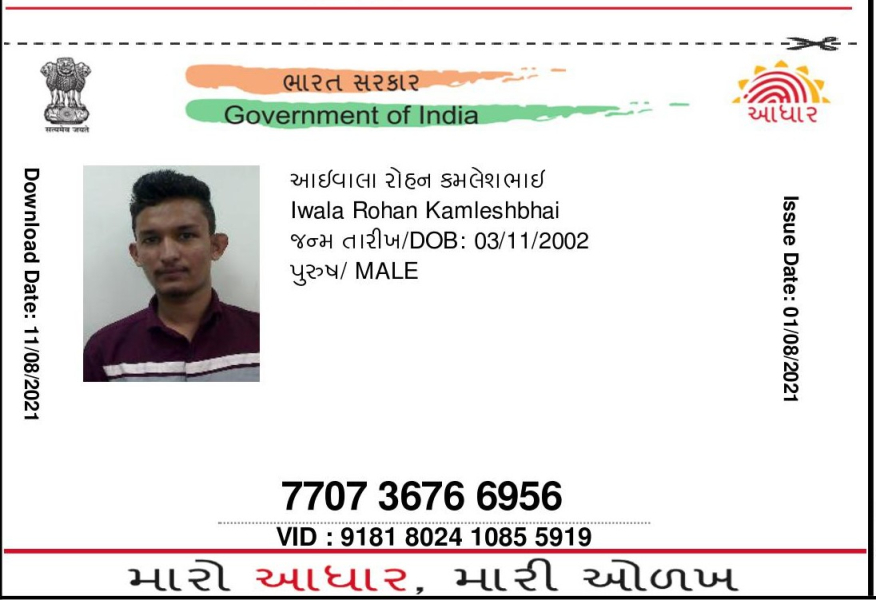 ભારત સરકાર
Government of India
सत्यमेव जयते
આધાર
Download Date: 11/08/2021
આઈવાલા રોહન કમલેશભાઈ
Iwala Rohan Kamleshbhai
જન્મ તારીખ/DOB: 03/11/2002
પુરુષ/ MALE
Issue Date: 01/08/2021
7707 3676 6956
VID : 9181 8024 1085 5919
મારો આધાર, મારી ઓળખ